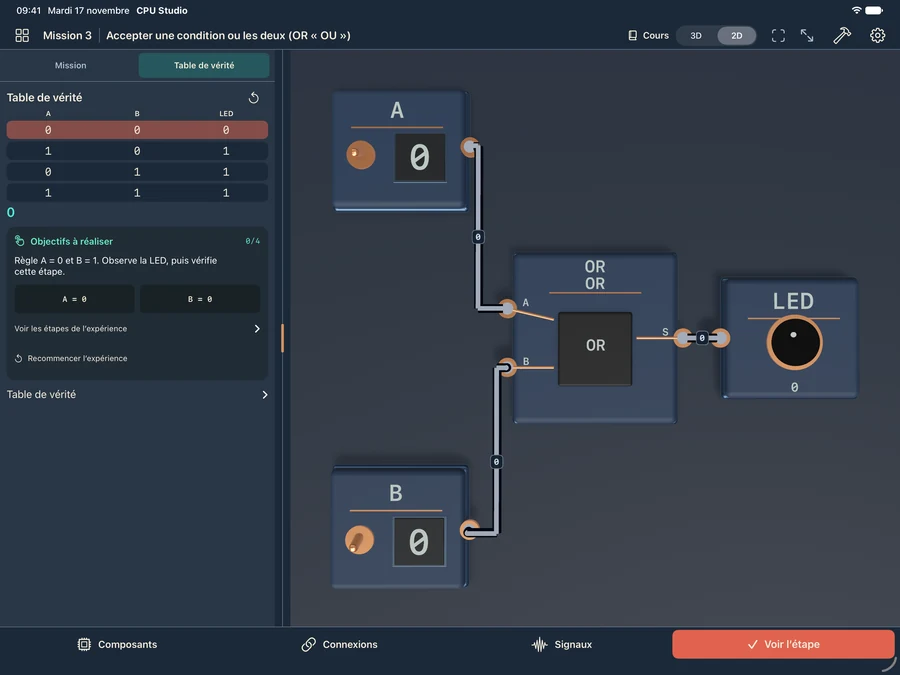 09:41 Mardi 17 novembre CPU Studio
Mission 3 Accepter une condition ou les deux (OR « OU »)
Cours 3D 2D
Mission Table de vérité
Table de vérité
A B LED
0 0 0
1 0 1
0 1 1
1 1 1
0
Objectifs à réaliser 0/4
Règle A = 0 et B = 1. Observe la LED, puis vérifie
cette étape.
A = 0 B = 0
Voir les étapes de l'expérience
Recommencer l'expérience
Table de vérité
A
0
0
OR
OR
A
OR
B
S
0
LED
0
0
B
0
Composants Connexions Signaux Voir l'étape